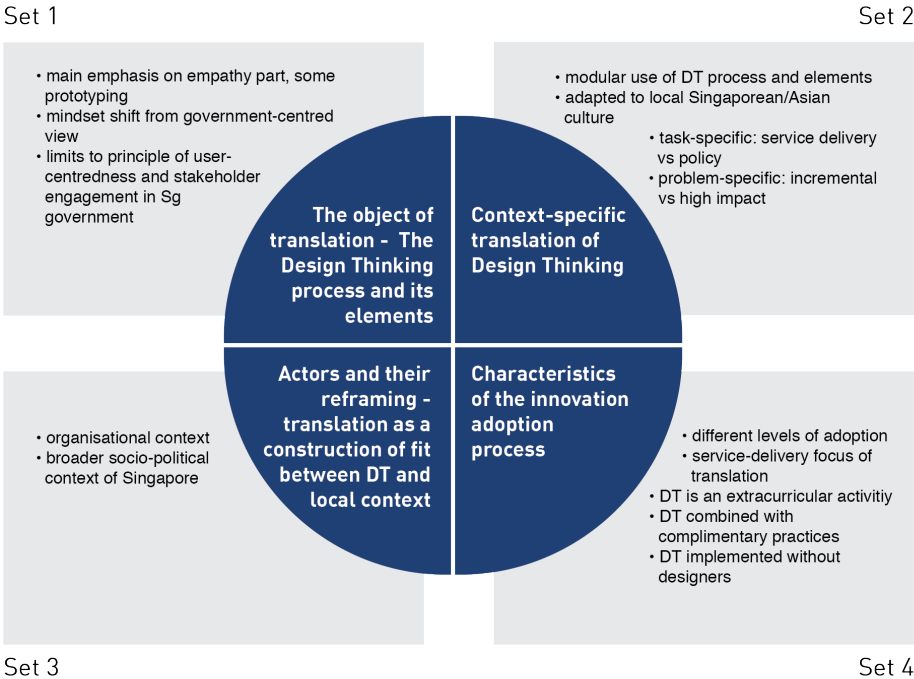 Set 1
• main emphasis on empathy part, some
prototyping
• mindset shift from government-centred
view
• limits to principle of user-
centredness and stakeholder
engagement in Sg
government
The object of
translation - The
Design Thinking
process and its
elements
Set 2
• modular use of DT process and elements
• adapted to local Singaporean/Asian
culture
• task-specific: service delivery
vs policy
• problem-specific: incremental
vs high impact
Context-specific
translation of
Design Thinking
Actors and their
reframing -
translation as a
construction of fit
between DT and
local context
• organisational context
• broader socio-political
context of Singapore
Set 3
Characteristics
of the innovation
adoption
process
• different levels of adoption
• service-delivery focus of
translation
• DT is an extracurricular activitiy
• DT combined with
complimentary practices
• DT implemented without
designers
Set 4